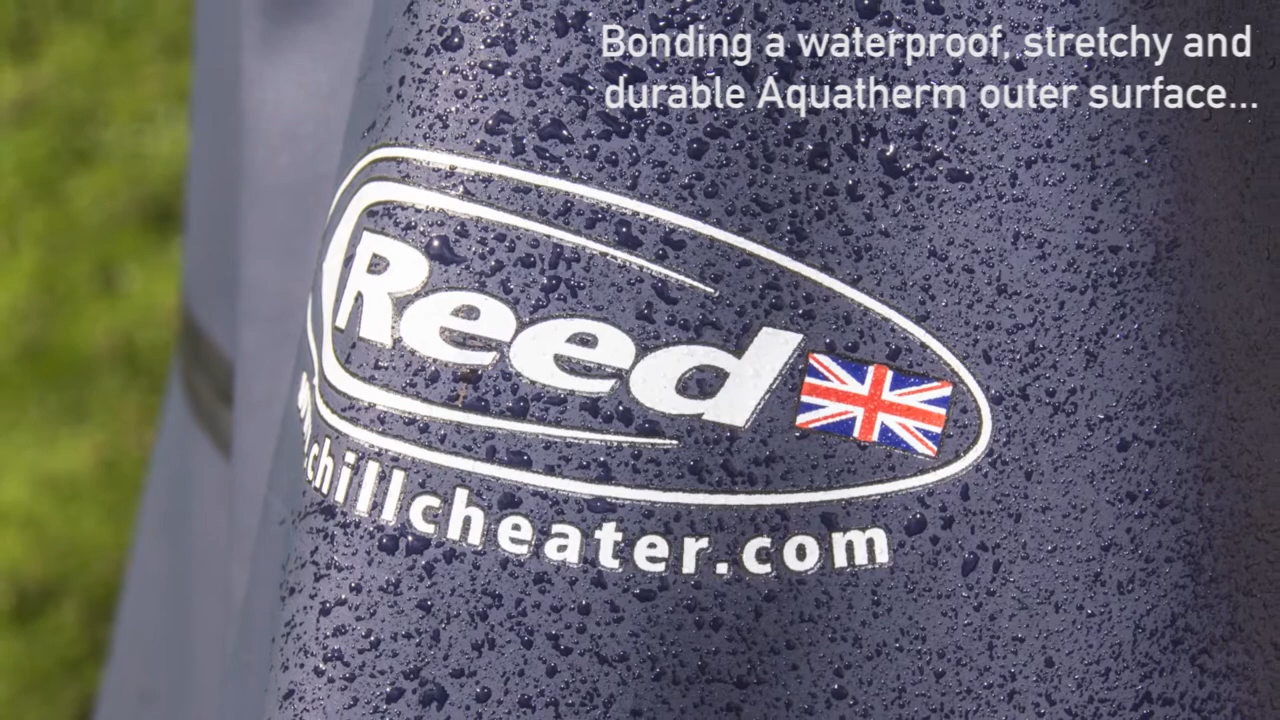 Bonding a waterproof, stretchy and
durable Aquatherm outer surface...
Reed
.chillcheater.com